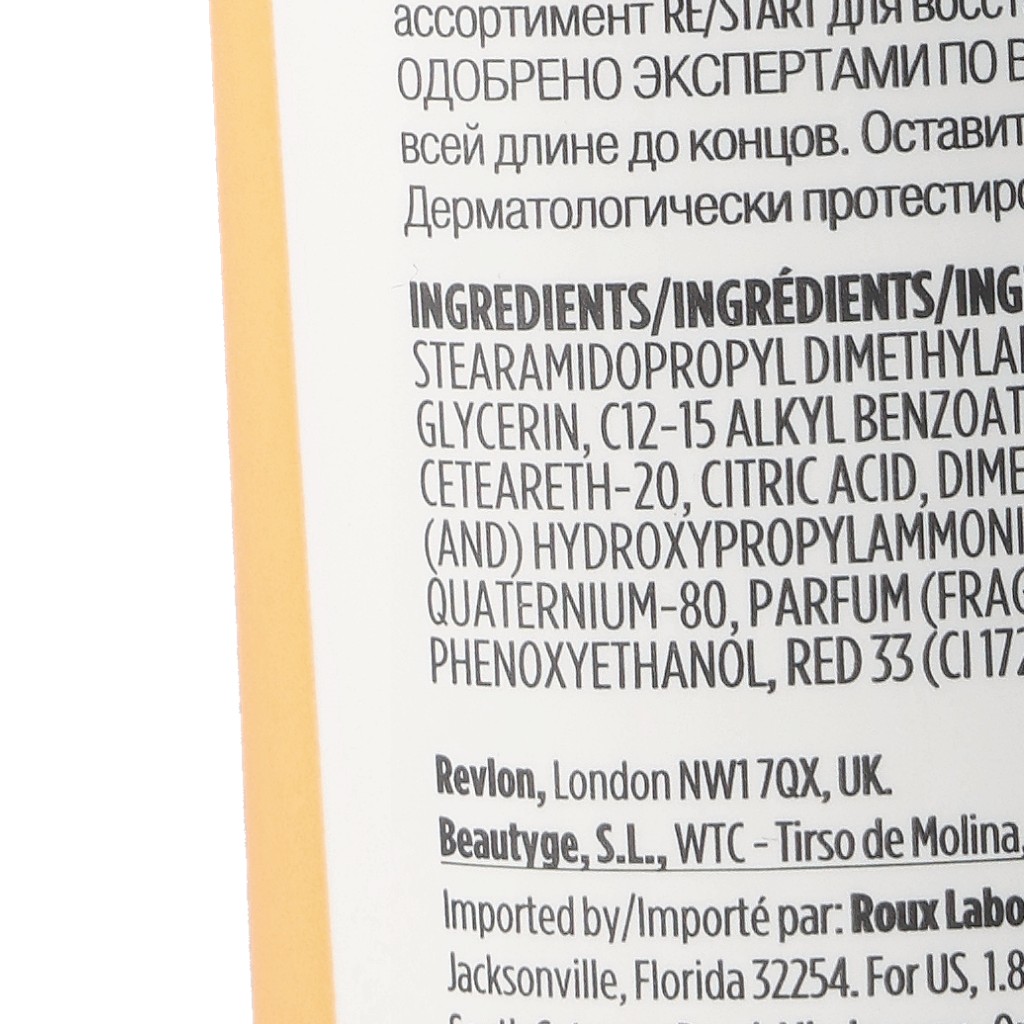 ассортимент RE/START ДЛЯ
ОДОБРЕНО ЭКСПЕРТАМИ ПО
всей длине до концов. Оставит
Дерматологически протестиро
INGREDIENTS/INGRÉDIENTS/ING
STEARAMIDOPROPYL DIMETHYLA
GLYCERIN, C12-15 ALKYL BENZOAT
CETEARETH-20, CITRIC ACID, DIME
(AND) HYDROXYPROPYLAMMONI
QUATERNIUM-80, PARFUM (FRAG
PHENOXYETHANOL, RED 33 (CI 172
Revlon, London NW1 7QX, UK.
Beautyge, S.L., WTC - Tirso de Molina,
Imported by/Importé par: Roux Labo
Jacksonville, Florida 32254. For US, 1.8